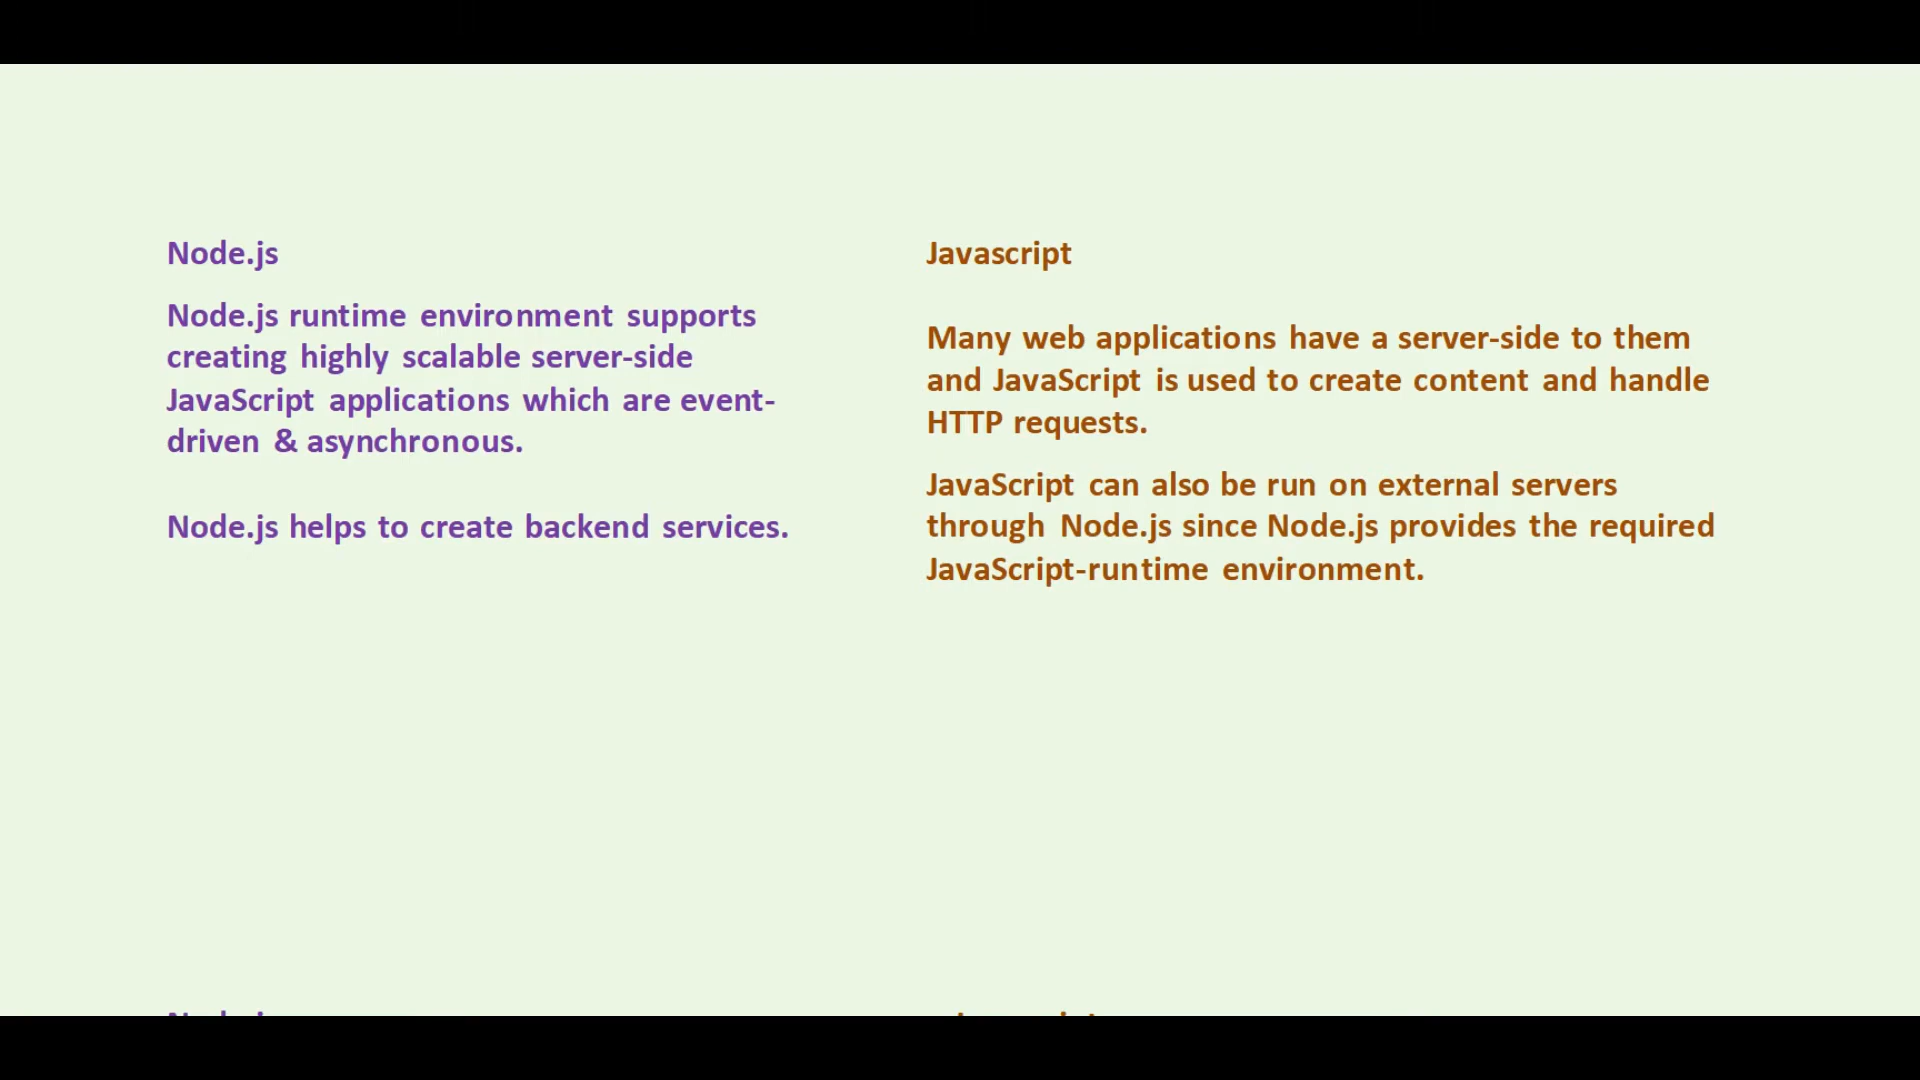 Node.js
Node.js runtime environment supports
creating highly scalable server-side
JavaScript applications which are event-
driven & asynchronous.
Node.js helps to create backend services.
Javascript
Many web applications have a server-side to them
and JavaScript is used to create content and handle
HTTP requests.
JavaScript can also be run on external servers
through Node.js since Node.js provides the required
JavaScript-runtime environment.